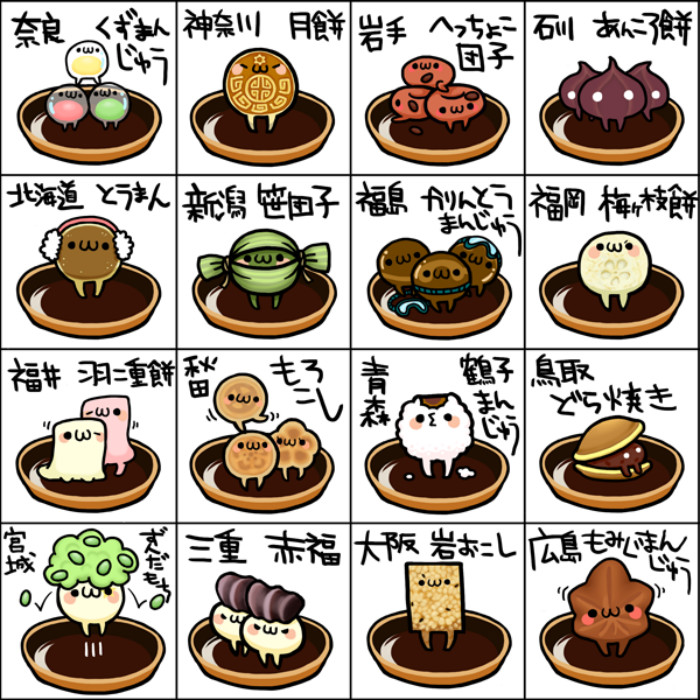 奈良 くずまん
じゅう
神奈川 月餅
岩手 へっちょこ
団子
石川 あんころ餅
北海道 とうまん
新潟 笹団子
福島 かりんとう
まんじゅう
福岡 梅ヶ枝餅
福井 羽二重餅
秋田 もろ
こし
青森 鶴子
まん
じゅう
鳥取
どら焼き
宮城 ずんだもち
三重 赤福
大阪 岩おこし
広島 もみじまん
じゅう